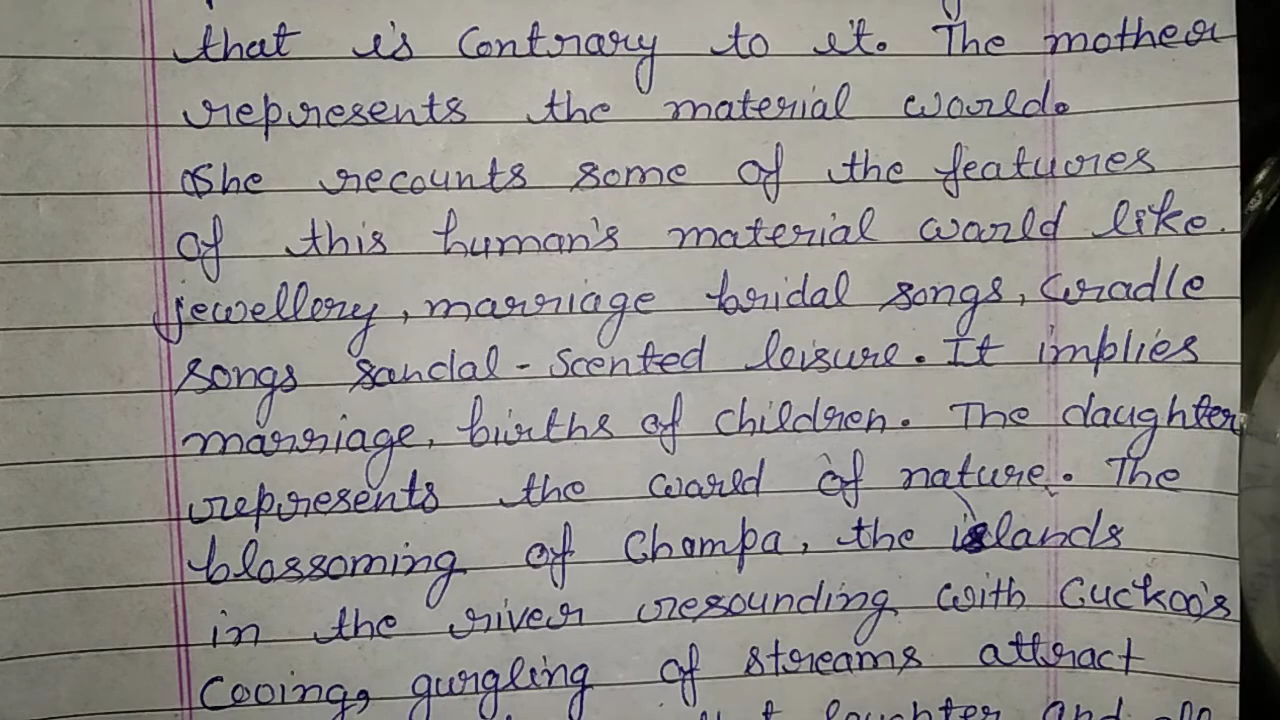 that is contrary to it. The mother
represents the material world.
She recounts some of the features
of this human's material world like
jewellery, marriage bridal songs, cradle
songs sandal-scented leisure. It implies
marriage, births of children. The daughter
represents the world of nature. The
blossoming of Champa, the islands
in the river resounding with Cuckoo's
Cooing, gurgling of streams attract